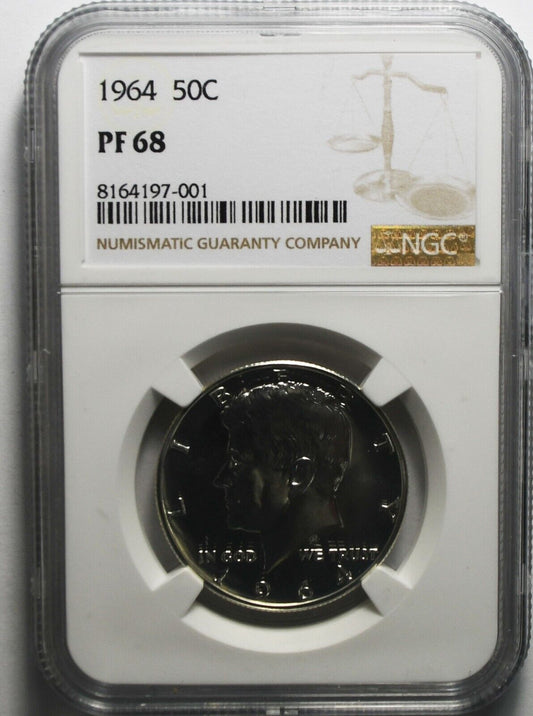 1964 50C
PF 68
8164197-001
NUMISMATIC GUARANTY COMPANY
NGC®
LIBERTY
IN GOD WE TRUST
1964